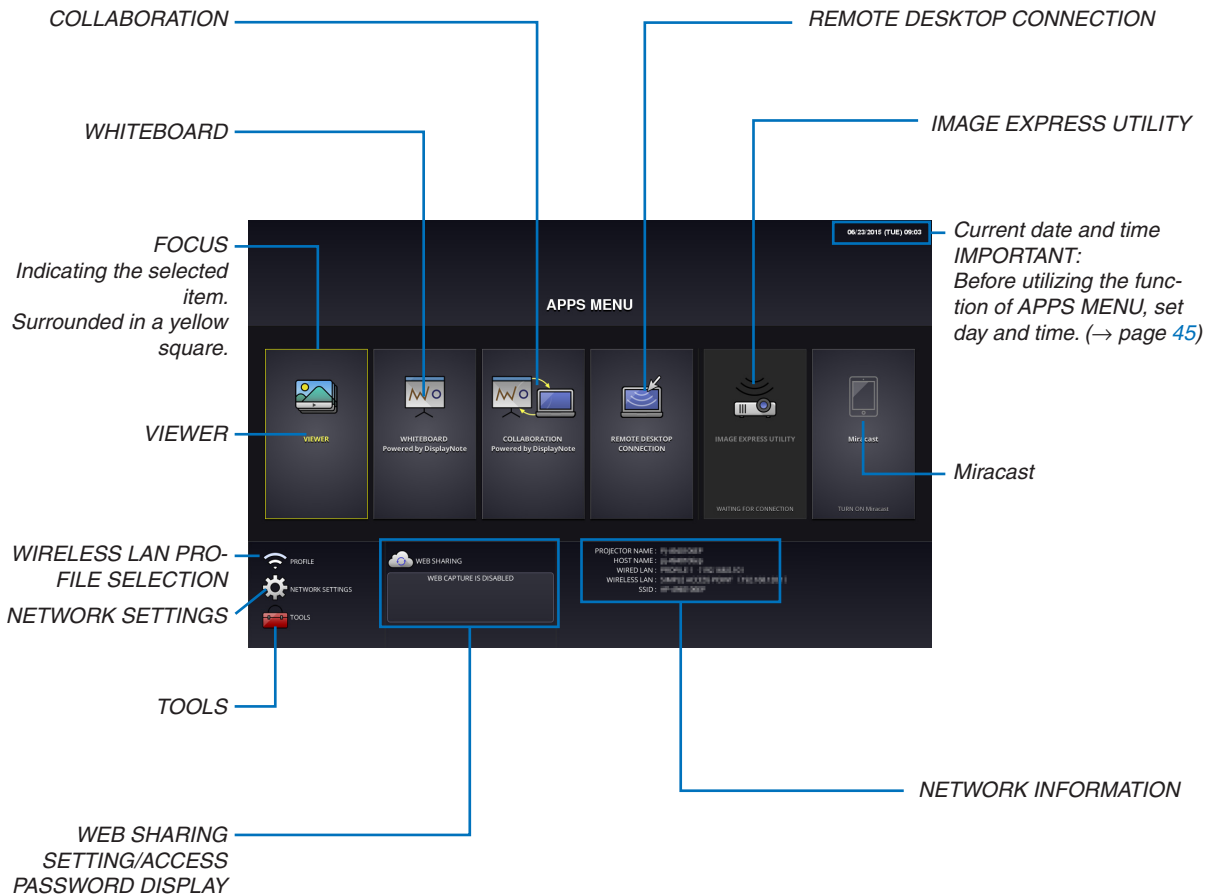 COLLABORATION
REMOTE DESKTOP CONNECTION
WHITEBOARD
IMAGE EXPRESS UTILITY
FOCUS
Indicating the selected
item.
Surrounded in a yellow
square.
06/23/2015 (TUE) 09:03
Current date and time
IMPORTANT:
Before utilizing the func-
tion of APPS MENU, set
day and time. (→ page 45)
APPS MENU
VIEWER
VIEWER
WHITEBOARD
Powered by DisplayNote
COLLABORATION
Powered by DisplayNote
REMOTE DESKTOP
CONNECTION
IMAGE EXPRESS UTILITY
WAITING FOR CONNECTION
Miracast
TURN ON Miracast
Miracast
WIRELESS LAN PRO-
FILE SELECTION
NETWORK SETTINGS
PROFILE
NETWORK SETTINGS
TOOLS
WEB SHARING
WEB CAPTURE IS DISABLED
PROJECTOR NAME :
HOST NAME :
WIRED LAN :
WIRELESS LAN :
SSID :
TOOLS
NETWORK INFORMATION
WEB SHARING
SETTING/ACCESS
PASSWORD DISPLAY